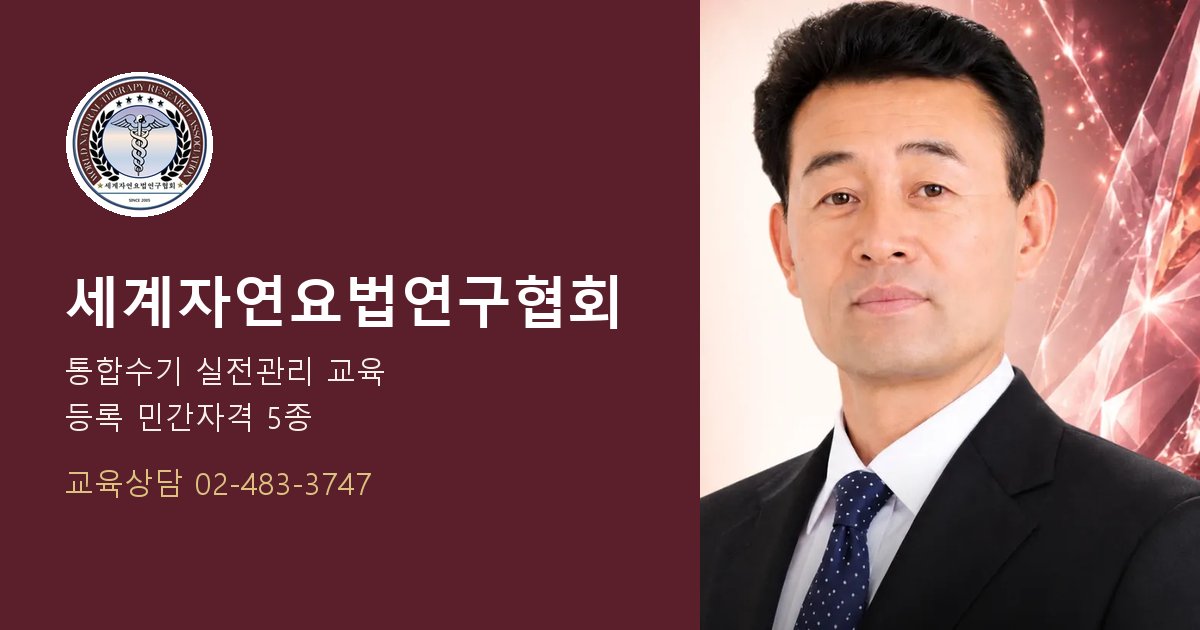 WORLD NATURAL THERAPY RESEARCH ASSOCIATION
세계자연요법연구협회
SINCE 2005
세계자연요법연구협회
통합수기 실전관리 교육
등록 민간자격 5종
교육상담 02-483-3747